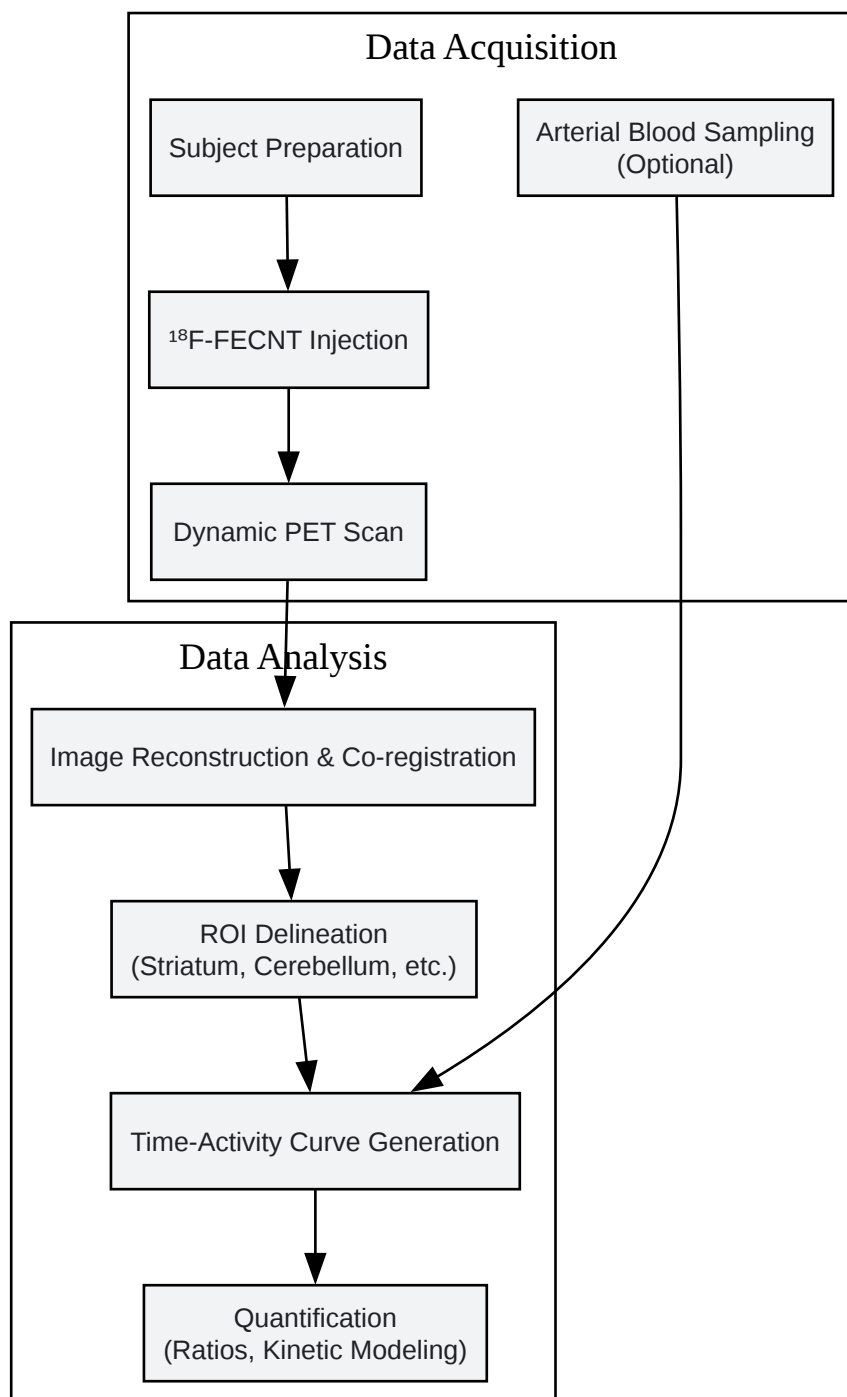 Data Acquisition
Subject Preparation
Arterial Blood Sampling
(Optional)
¹⁸F-FECNT Injection
Dynamic PET Scan
Data Analysis
Image Reconstruction & Co-registration
ROI Delineation
(Striatum, Cerebellum, etc.)
Time-Activity Curve Generation
Quantification
(Ratios, Kinetic Modeling)